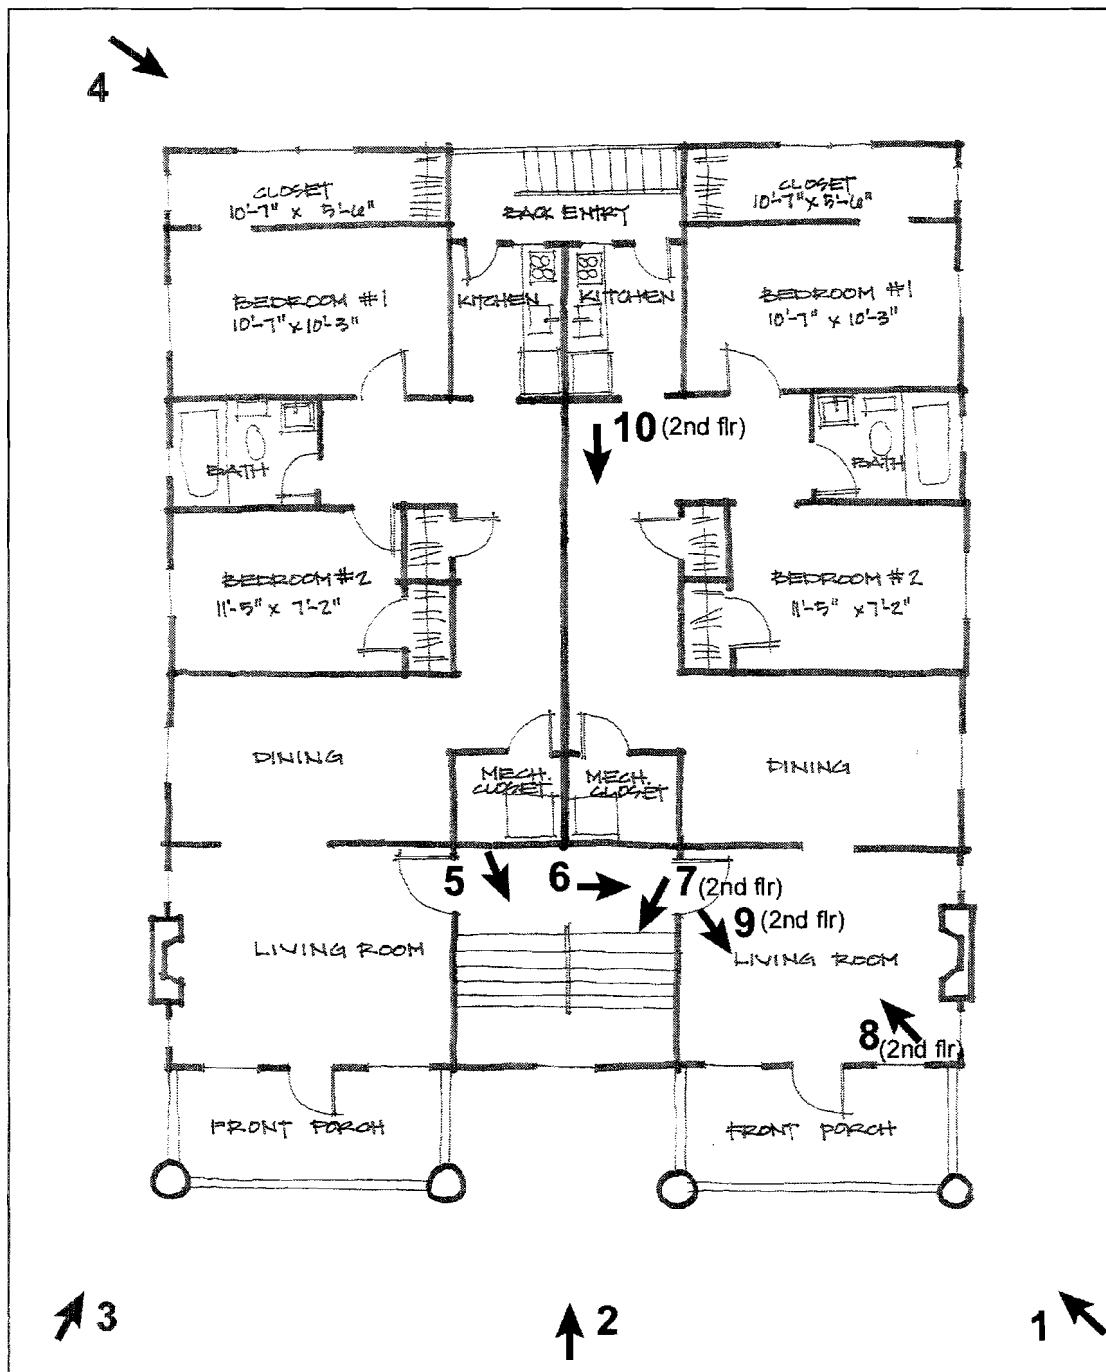 4
CLOSET
10'-7" x 5'-6"
CLOSET
10'-7" x 5'-6"
BACK ENTRY
BEDROOM #1
10'-7" x 10'-3"
KITCHEN
KITCHEN
BEDROOM #1
10'-7" x 10'-3"
10 (2nd flr)
BATH
BATH
BEDROOM #2
11'-5" x 7'-2"
BEDROOM #2
11'-5" x 7'-2"
DINING
MECH.
CLOSET
MECH.
CLOSET
DINING
5
6
7 (2nd flr)
9 (2nd flr)
LIVING ROOM
LIVING ROOM
8 (2nd flr)
FRONT PORCH
FRONT PORCH
3
2
1